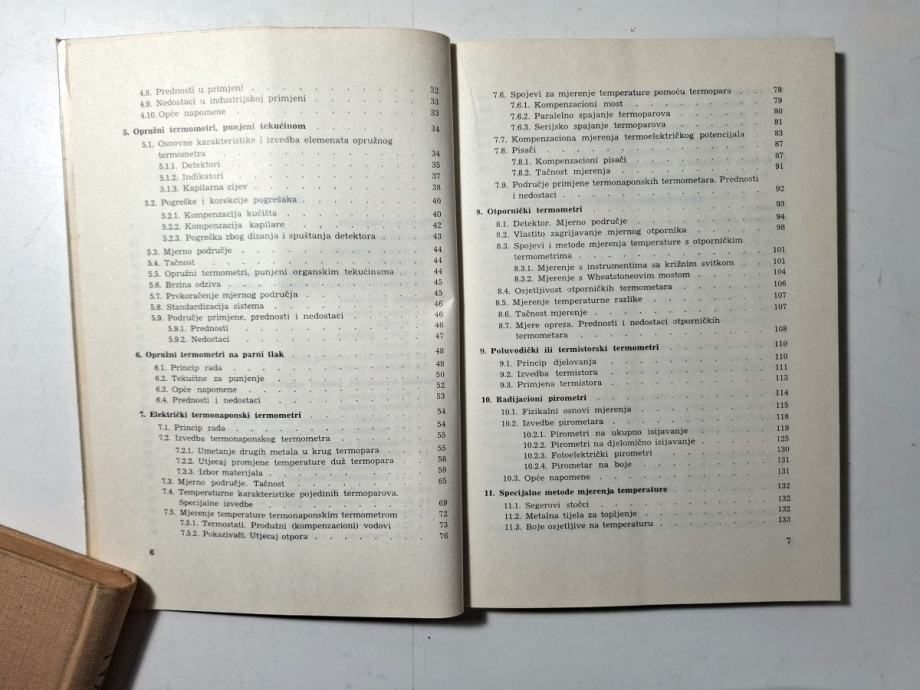 4.8. Prednosti u primjeni . . . 32
4.9. Nedostaci u industrijskoj primjeni . . . 33
4.10. Opće napomene . . . 33
5. Opružni termometri, punjeni tekućinom . . . 34
5.1. Osnovne karakteristike i izvedba elemenata opružnog
termometra . . . 34
5.1.1. Detektori . . . 35
5.1.2. Indikatori . . . 37
5.1.3. Kapilarna cijev . . . 38
5.2. Pogreške i korekcije pogrešaka . . . 40
5.2.1. Kompenzacija kućišta . . . 40
5.2.2. Kompenzacija kapilare . . . 42
5.2.3. Pogreška zbog dizanja i spuštanja detektora . . . 43
5.3. Mjerno područje . . . 44
5.4. Tačnost . . . 44
5.5. Opružni termometri, punjeni organskim tekućinama . . . 44
5.6. Brzina odziva . . . 45
5.7. Prekoračenje mjernog područja . . . 45
5.8. Standardizacija sistema . . . 46
5.9. Područje primjene, prednosti i nedostaci . . . 46
5.9.1. Prednosti . . . 46
5.9.2. Nedostaci . . . 47
6. Opružni termometri na parni tlak . . . 48
6.1. Princip rada . . . 48
6.2. Tekućine za punjenje . . . 50
6.3. Opće napomene . . . 52
6.4. Prednosti i nedostaci . . . 53
7. Električki termonaponski termometri . . . 54
7.1. Princip rada . . . 54
7.2. Izvedba termonaponskog termometra . . . 55
7.2.1. Umetanje drugih metala u krug termopara . . . 55
7.2.2. Utjecaj promjene temperature duž termopara . . . 58
7.3.3. Izbor materijala . . . 59
7.3. Mjerno područje. Tačnost . . . 65
7.4. Temperaturne karakteristike pojedinih termoparova.
Specijalne izvedbe . . . 69
7.5. Mjerenje temperature termonaponskim termometrom . . . 72
7.5.1. Termostati. Produžni (kompenzacioni) vodovi . . . 73
7.5.2. Pokazivači. Utjecaj otpora . . . 76
6
7.6. Spojevi za mjerenje temperature pomoću termopara . . . 78
7.6.1. Kompenzacioni most . . . 79
7.6.2. Paralelno spajanje termoparova . . . 80
7.6.3. Serijsko spajanje termoparova . . . 81
7.7. Kompenzaciona mjerenja termoelektričkog potencijala . . . 83
7.8. Pisači . . . 87
7.8.1. Kompenzacioni pisači . . . 87
7.8.2. Tačnost mjerenja . . . 91
7.9. Područje primjene termonaponskih termometara. Prednosti
i nedostaci . . . 92
8. Otpornički termometri . . . 93
8.1. Detektor. Mjerno područje . . . 94
8.2. Vlastito zagrijavanje mjernog otpornika . . . 98
8.3. Spojevi i metode mjerenja temperature s otporničkim
termometrima . . . 101
8.3.1. Mjerenje s instrumentima sa križnim svitkom . . . 101
8.3.2. Mjerenje s Wheatstoneovim mostom . . . 104
8.4. Osjetljivost otporničkih termometara . . . 106
8.5. Mjerenje temperaturne razlike . . . 107
8.6. Tačnost mjerenja . . . 107
8.7. Mjere opreza. Prednosti i nedostaci otporničkih
termometara . . . 108
9. Poluvodički ili termistorski termometri . . . 110
9.1. Princip djelovanja . . . 110
9.2. Izvedba termistora . . . 111
9.3. Primjena termistora . . . 113
10. Radijacioni pirometri . . . 114
10.1. Fizikalni osnovi mjerenja . . . 115
10.2. Izvedbe pirometara . . . 118
10.2.1. Pirometri na ukupno isijavanje . . . 119
10.2.2. Pirometri na djelomično isijavanje . . . 125
10.2.3. Fotoelektrički pirometri . . . 130
10.2.4. Pirometar na boje . . . 131
10.3. Opće napomene . . . 131
11. Specijalne metode mjerenja temperature . . . 132
11.1. Segerovi stočci . . . 132
11.2. Metalna tijela za topljenje . . . 132
11.3. Boje osjetljive na temperaturu . . . 133
7